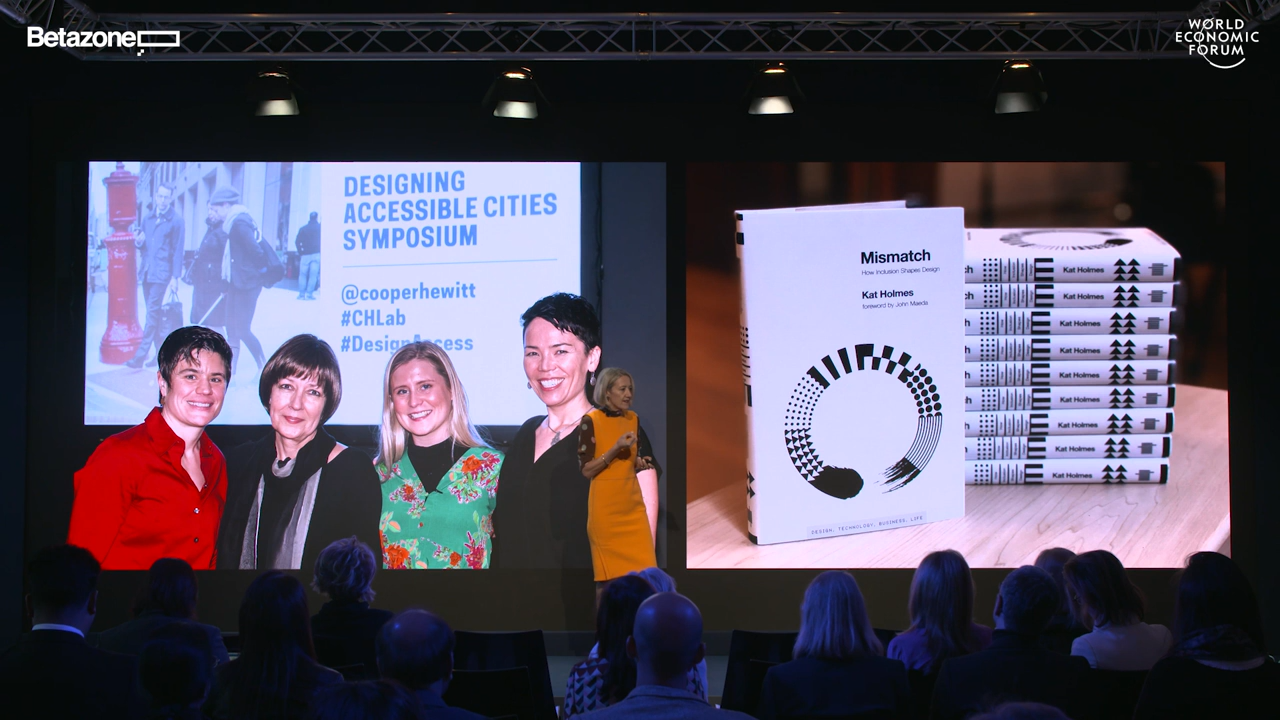 Betazone
WORLD
ECONOMIC
FORUM
DESIGNING
ACCESSIBLE CITIES
SYMPOSIUM
@cooperhewitt
#CHLab
#DesignAccess
Mismatch
How Inclusion Shapes Design
Kat Holmes
foreword by John Maeda
DESIGN, TECHNOLOGY, BUSINESS, LIFE
Kat Holmes
Kat Holmes
Kat Holmes
Kat Holmes
Kat Holmes
Kat Holmes
Kat Holmes
Kat Holmes
Kat Holmes